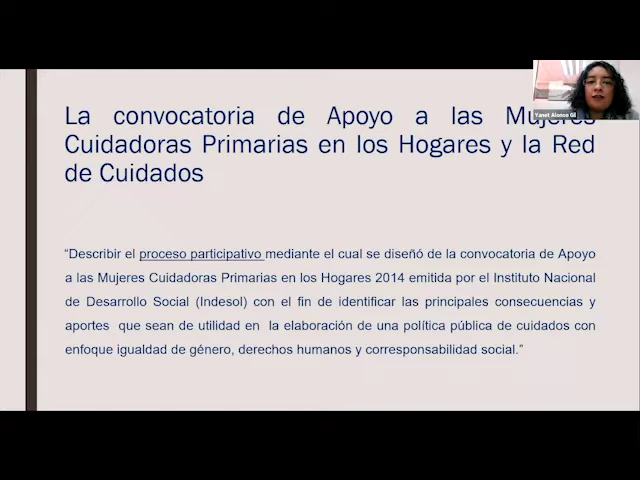 La convocatoria de Apoyo a las Mujeres
Cuidadoras Primarias en los Hogares y la Red
de Cuidados
“Describir el proceso participativo mediante el cual se diseñó de la convocatoria de Apoyo
a las Mujeres Cuidadoras Primarias en los Hogares 2014 emitida por el Instituto Nacional
de Desarrollo Social (Indesol) con el fin de identificar las principales consecuencias y
aportes que sean de utilidad en la elaboración de una política pública de cuidados con
enfoque igualdad de género, derechos humanos y corresponsabilidad social.”
Yanet Alonso Gil